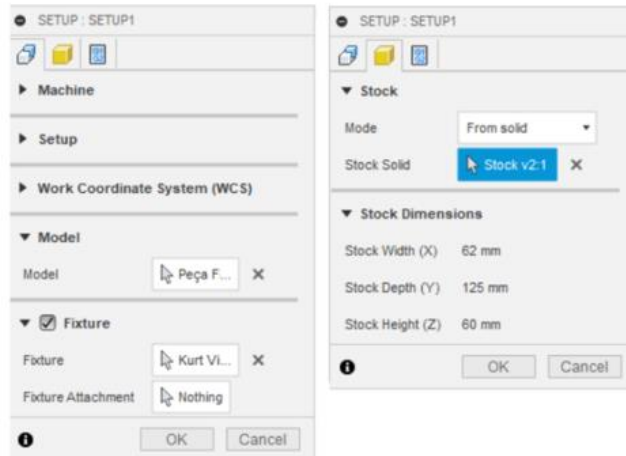 SETUP : SETUP1
Machine
Setup
Work Coordinate System (WCS)
Model
Model Peça F...
Fixture
Fixture Kurt Vi...
Fixture Attachment Nothing
OK Cancel
SETUP : SETUP1
Stock
Mode From solid
Stock Solid Stock v2:1
Stock Dimensions
Stock Width (X) 62 mm
Stock Depth (Y) 125 mm
Stock Height (Z) 60 mm
OK Cancel